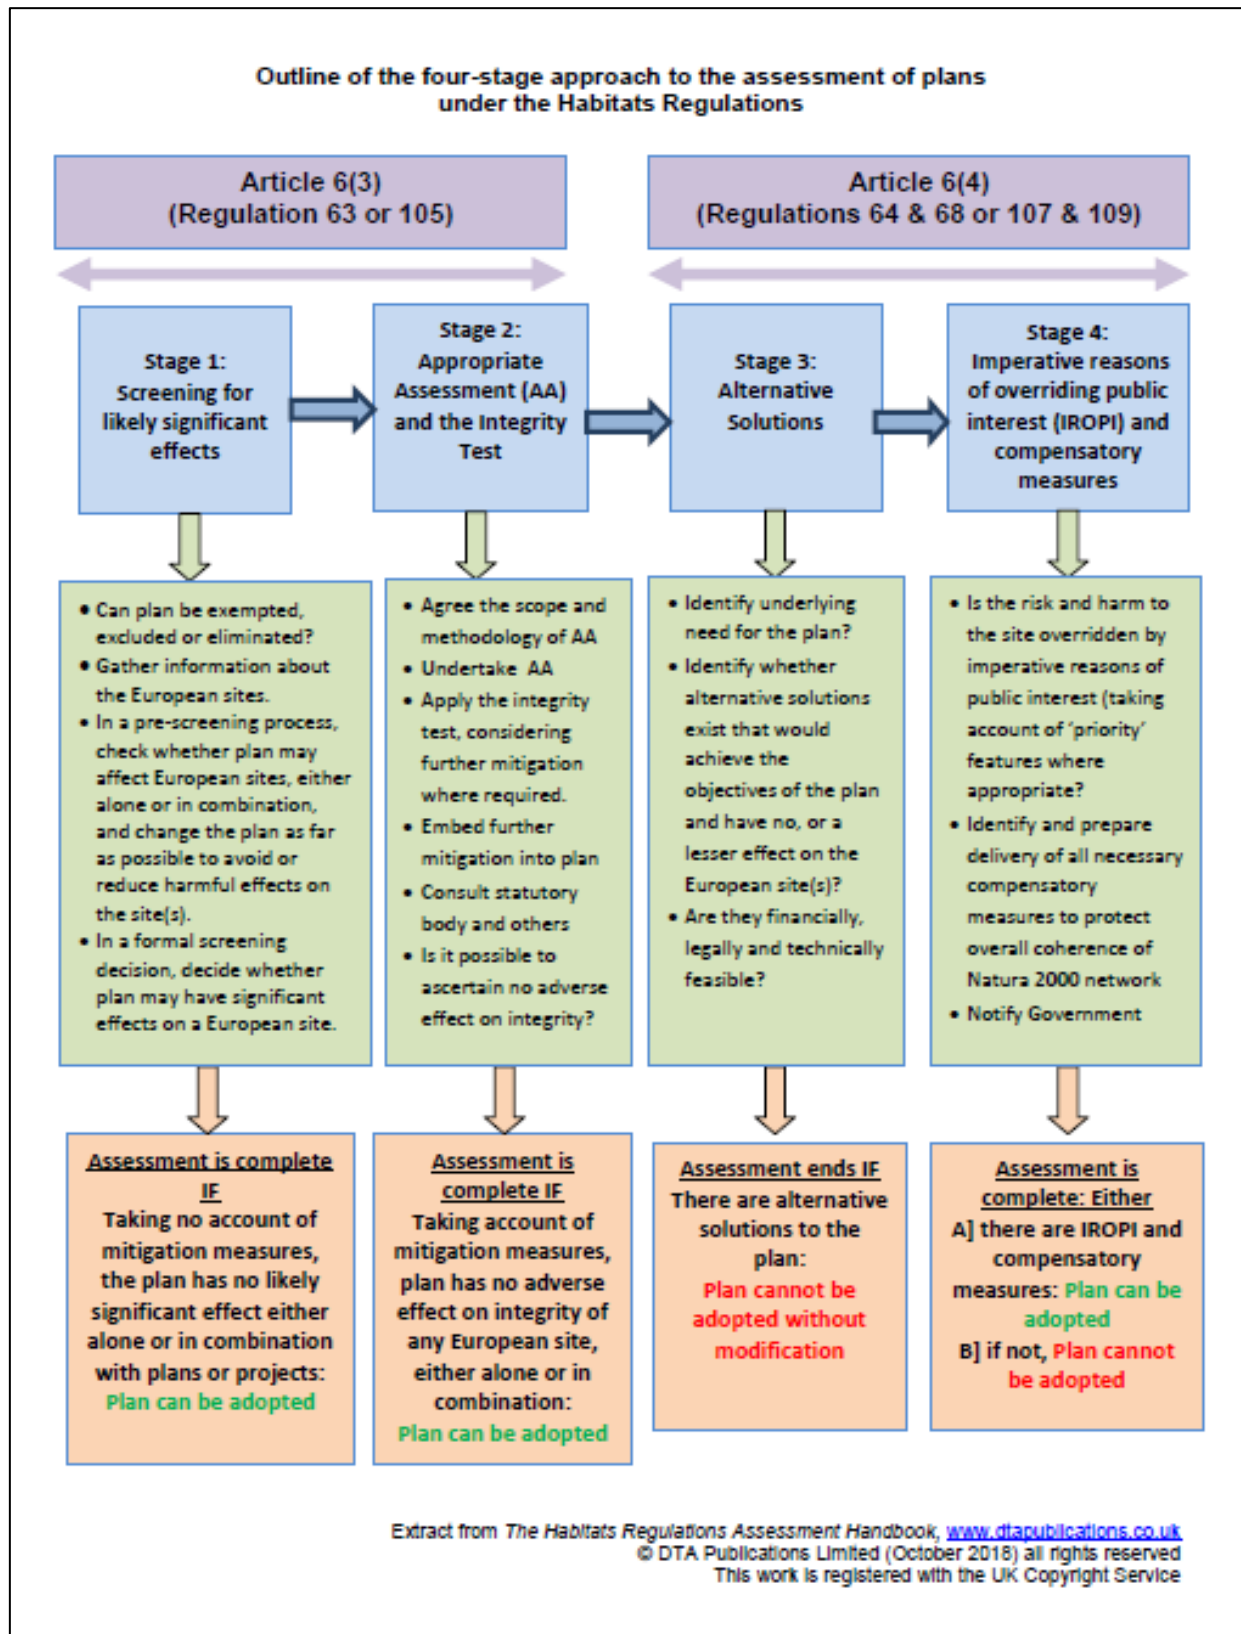 Outline of the four-stage approach to the assessment of plans
under the Habitats Regulations
Article 6(3)
(Regulation 63 or 105)
Article 6(4)
(Regulations 64 & 68 or 107 & 109)
Stage 1:
Screening for
likely significant
effects
Stage 2:
Appropriate
Assessment (AA)
and the Integrity
Test
Stage 3:
Alternative
Solutions
Stage 4:
Imperative reasons
of overriding public
interest (IROPI) and
compensatory
measures
• Can plan be exempted,
excluded or eliminated?
• Gather information about
the European sites.
• In a pre-screening process,
check whether plan may
affect European sites, either
alone or in combination,
and change the plan as far
as possible to avoid or
reduce harmful effects on
the site(s).
• In a formal screening
decision, decide whether
plan may have significant
effects on a European site.
• Agree the scope and
methodology of AA
• Undertake AA
• Apply the integrity
test, considering
further mitigation
where required.
• Embed further
mitigation into plan
• Consult statutory
body and others
• Is it possible to
ascertain no adverse
effect on integrity?
• Identify underlying
need for the plan?
• Identify whether
alternative solutions
exist that would
achieve the
objectives of the plan
and have no, or a
lesser effect on the
European site(s)?
• Are they financially,
legally and technically
feasible?
• Is the risk and harm to
the site overridden by
imperative reasons of
public interest (taking
account of ‘priority’
features where
appropriate?
• Identify and prepare
delivery of all necessary
compensatory
measures to protect
overall coherence of
Natura 2000 network
• Notify Government
Assessment is complete
IF
Taking no account of
mitigation measures,
the plan has no likely
significant effect either
alone or in combination
with plans or projects:
Plan can be adopted
Assessment is
complete IF
Taking account of
mitigation measures,
plan has no adverse
effect on integrity of
any European site,
either alone or in
combination:
Plan can be adopted
Assessment ends IF
There are alternative
solutions to the
plan:
Plan cannot be
adopted without
modification
Assessment is
complete: Either
A] there are IROPI and
compensatory
measures: Plan can be
adopted
B] if not, Plan cannot
be adopted
Extract from The Habitats Regulations Assessment Handbook, www.dtapublications.co.uk
© DTA Publications Limited (October 2018) all rights reserved
This work is registered with the UK Copyright Service